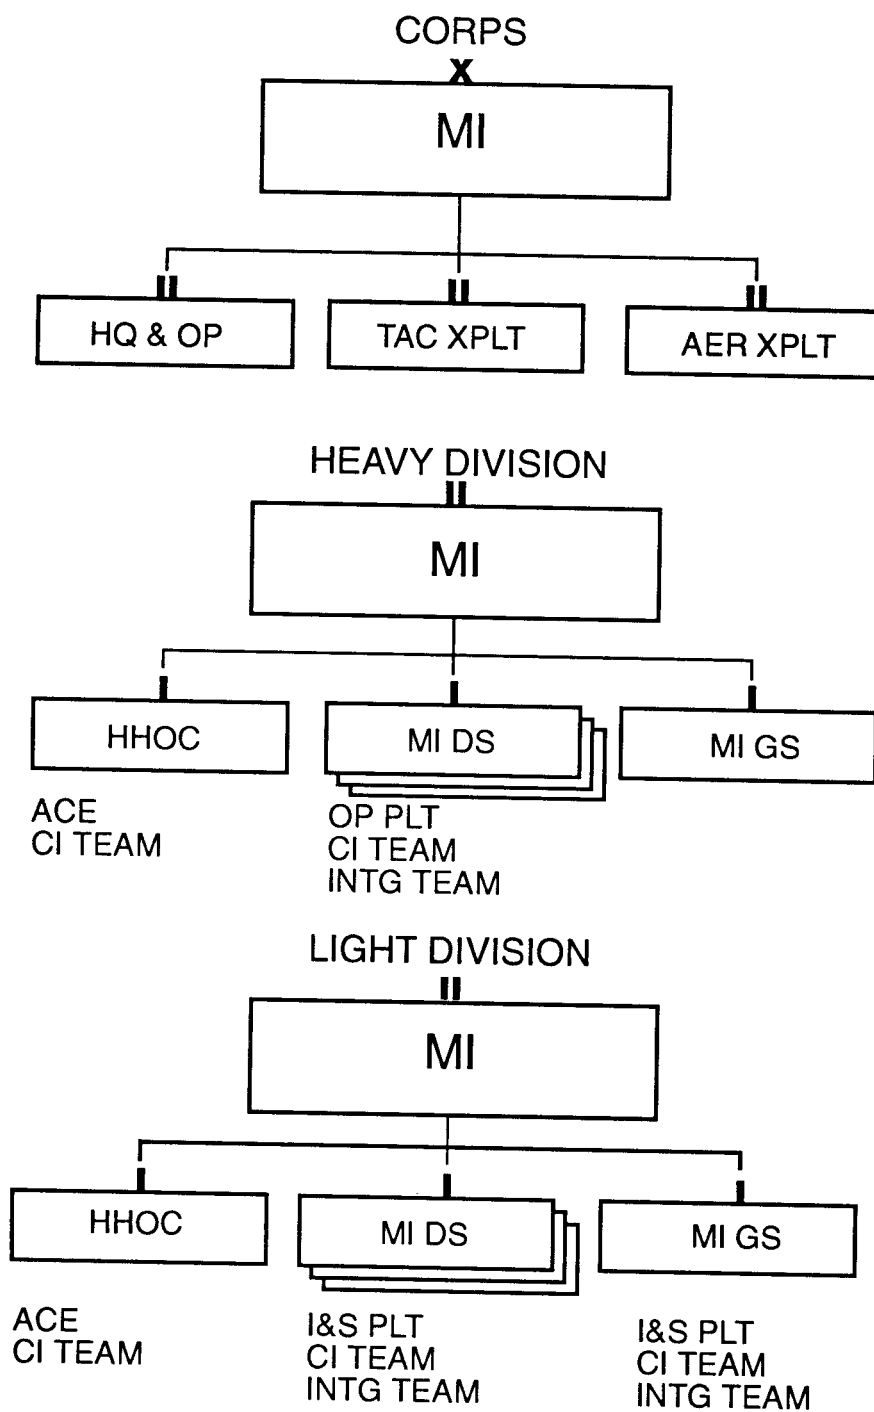 CORPS
X
MI
II II II
HQ & OP TAC XPLT AER XPLT
HEAVY DIVISION
II
MI
I I I
HHOC MI DS MI GS
ACE OP PLT
CI TEAM CI TEAM
INTG TEAM
LIGHT DIVISION
II
MI
I I I
HHOC MI DS MI GS
ACE I&S PLT I&S PLT
CI TEAM CI TEAM CI TEAM
INTG TEAM INTG TEAM